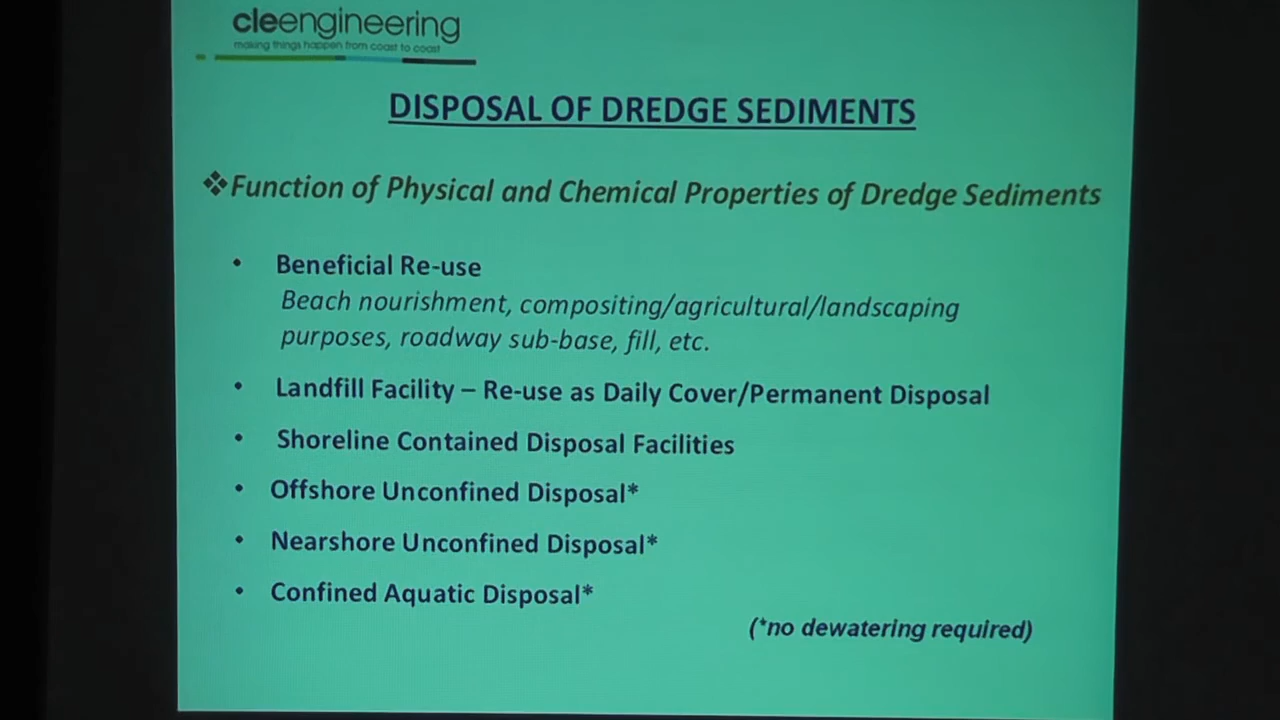 cleengineering
making things happen from coast to coast
DISPOSAL OF DREDGE SEDIMENTS
❖Function of Physical and Chemical Properties of Dredge Sediments
• Beneficial Re-use
Beach nourishment, compositing/agricultural/landscaping
purposes, roadway sub-base, fill, etc.
• Landfill Facility – Re-use as Daily Cover/Permanent Disposal
• Shoreline Contained Disposal Facilities
• Offshore Unconfined Disposal*
• Nearshore Unconfined Disposal*
• Confined Aquatic Disposal*
(*no dewatering required)